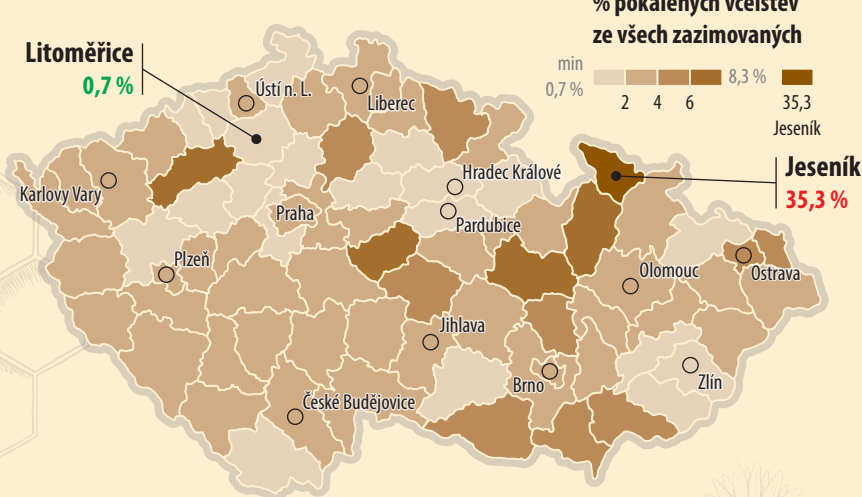 % pokálených včelstev
ze všech zazimovaných
min
0,7 %
8,3 %
2 4 6
35,3
Jeseník
Litoměřice
0,7 %
Ústí n. L.
Liberec
Jeseník
35,3 %
Karlovy Vary
Hradec Králové
Praha
Pardubice
Plzeň
Olomouc
Ostrava
Jihlava
Brno
Zlín
České Budějovice